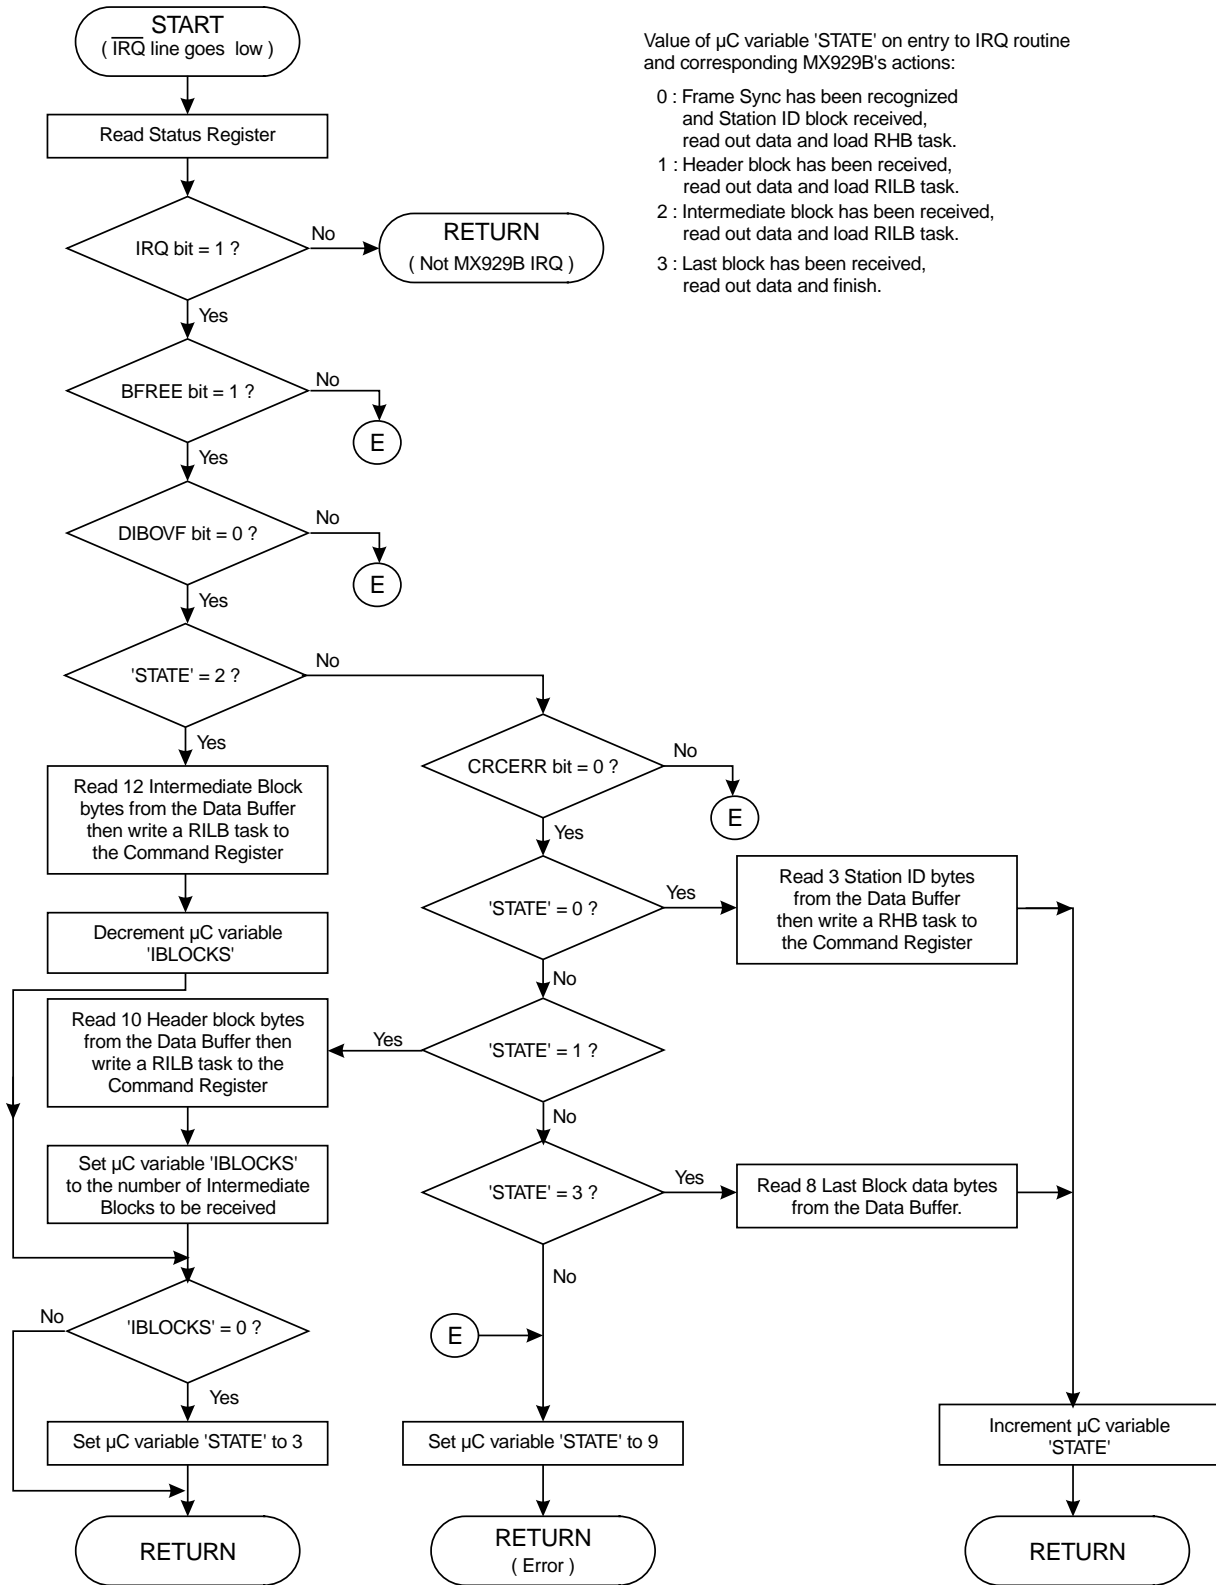 START
( IRQ line goes low )
Value of µC variable 'STATE' on entry to IRQ routine
and corresponding MX929B's actions:
0 : Frame Sync has been recognized
and Station ID block received,
read out data and load RHB task.
1 : Header block has been received,
read out data and load RILB task.
2 : Intermediate block has been received,
read out data and load RILB task.
3 : Last block has been received,
read out data and finish.
Read Status Register
IRQ bit = 1 ?
No
RETURN
( Not MX929B IRQ )
Yes
BFREE bit = 1 ?
No
E
Yes
DIBOVF bit = 0 ?
No
E
Yes
'STATE' = 2 ?
No
Yes
CRCERR bit = 0 ?
No
E
Yes
Read 12 Intermediate Block
bytes from the Data Buffer
then write a RILB task to
the Command Register
'STATE' = 0 ?
Yes
Read 3 Station ID bytes
from the Data Buffer
then write a RHB task to
the Command Register
Decrement µC variable
'IBLOCKS'
No
Read 10 Header block bytes
from the Data Buffer then
write a RILB task to the
Command Register
Yes
'STATE' = 1 ?
No
Set µC variable 'IBLOCKS'
to the number of Intermediate
Blocks to be received
'STATE' = 3 ?
Yes
Read 8 Last Block data bytes
from the Data Buffer.
No
No
'IBLOCKS' = 0 ?
E
Yes
Set µC variable 'STATE' to 3
Set µC variable 'STATE' to 9
Increment µC variable
'STATE'
RETURN
RETURN
( Error )
RETURN